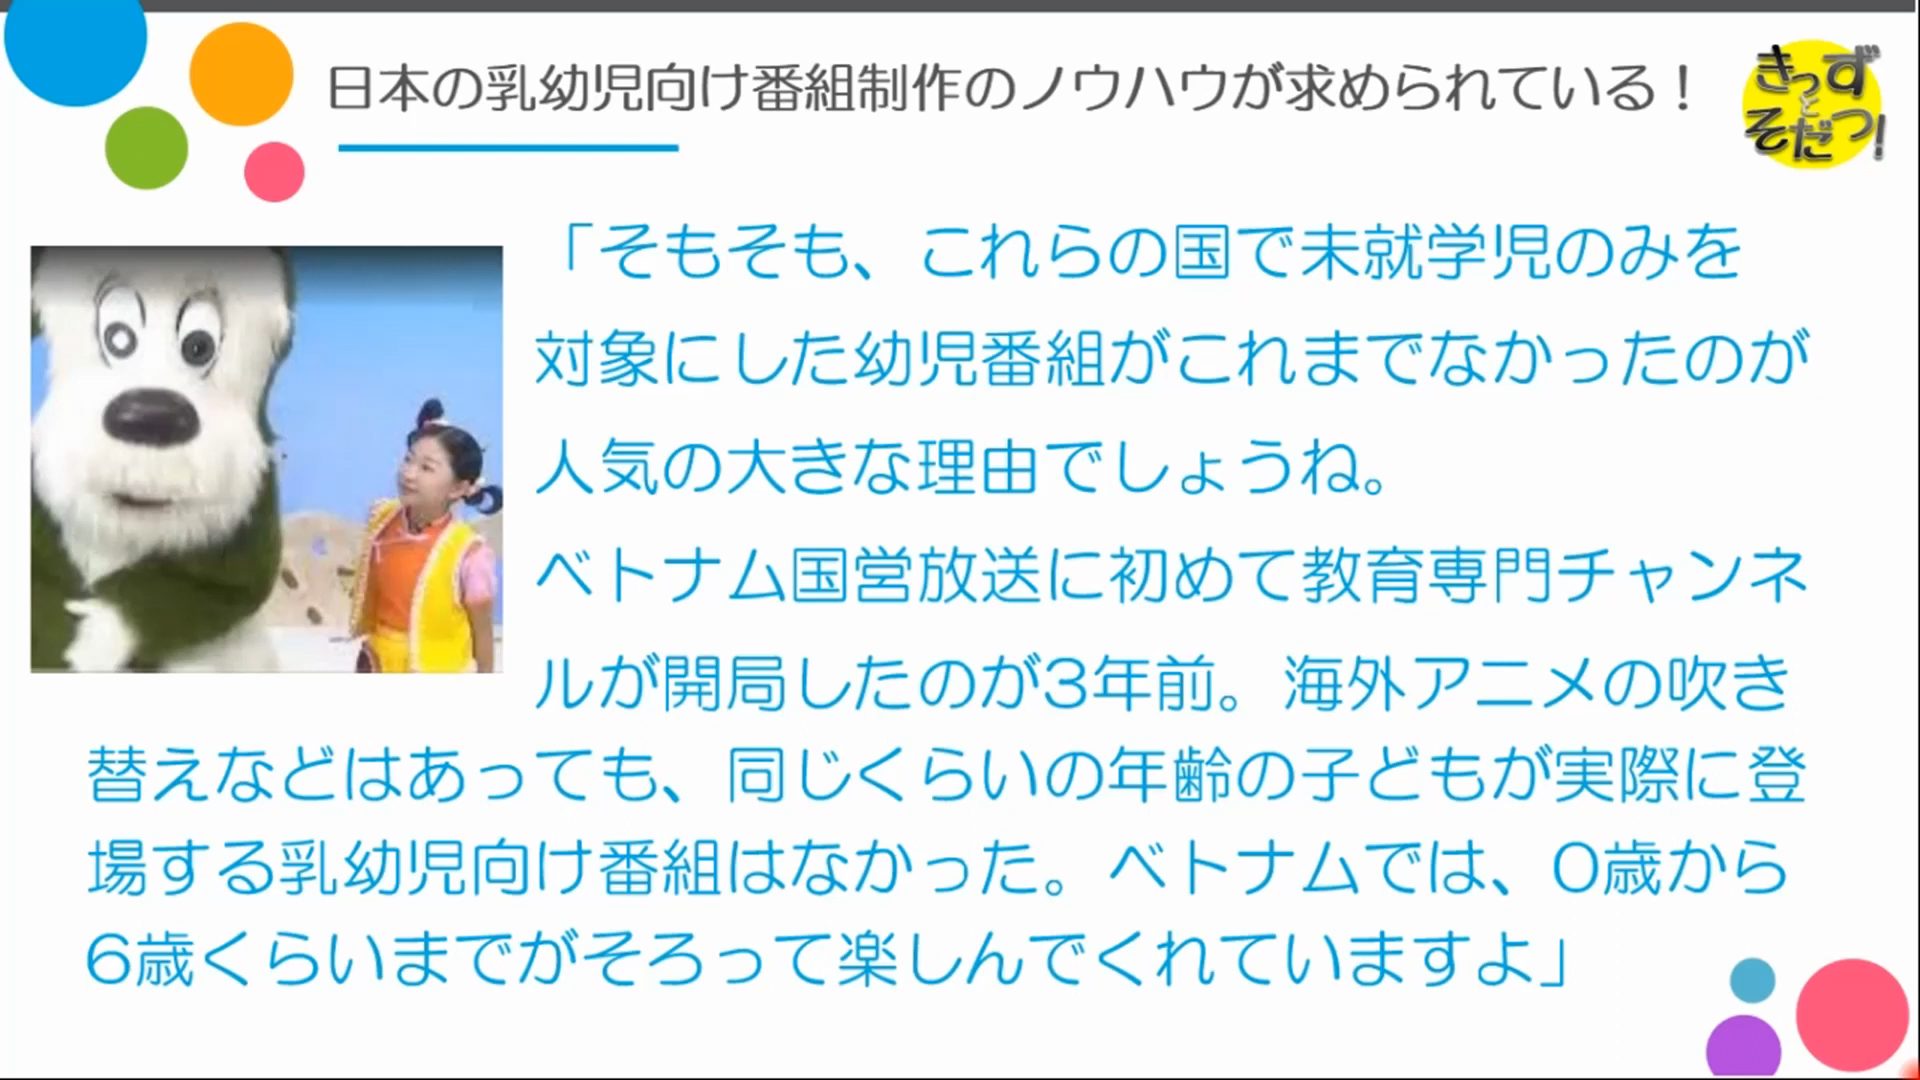 日本の乳幼児向け番組制作のノウハウが求められている！
きっずとそだつ！
「そもそも、これらの国で未就学児のみを
対象にした幼児番組がこれまでなかったのが
人気の大きな理由でしょうね。
ベトナム国営放送に初めて教育専門チャンネ
ルが開局したのが3年前。海外アニメの吹き
替えなどはあっても、同じくらいの年齢の子どもが実際に登
場する乳幼児向け番組はなかった。ベトナムでは、0歳から
6歳くらいまでがそろって楽しんでくれていますよ」